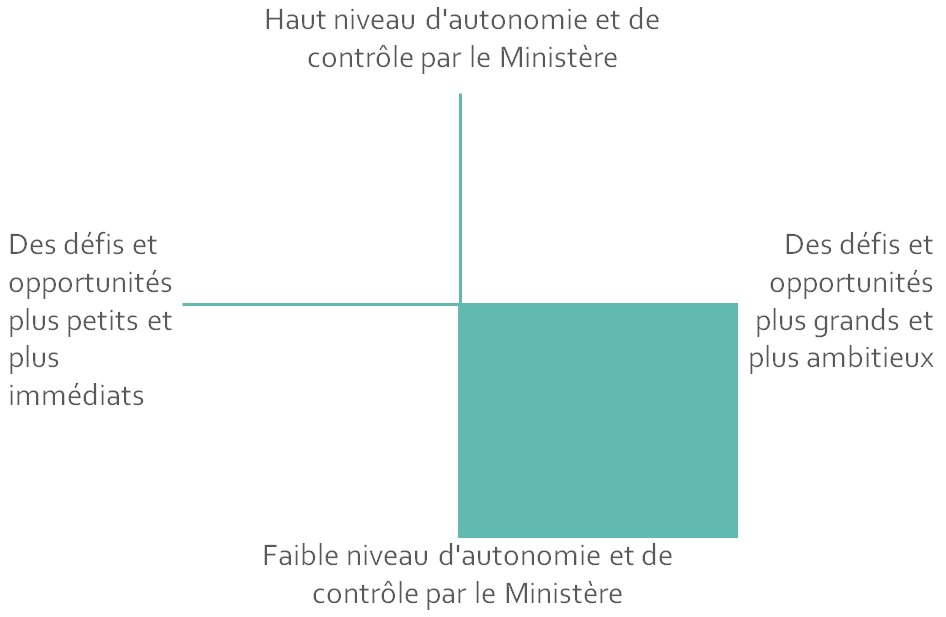 Haut niveau d'autonomie et de
contrôle par le Ministère
Des défis et
opportunités
plus petits et
plus
immédiats
Des défis et
opportunités
plus grands et
plus ambitieux
Faible niveau d'autonomie et de
contrôle par le Ministère